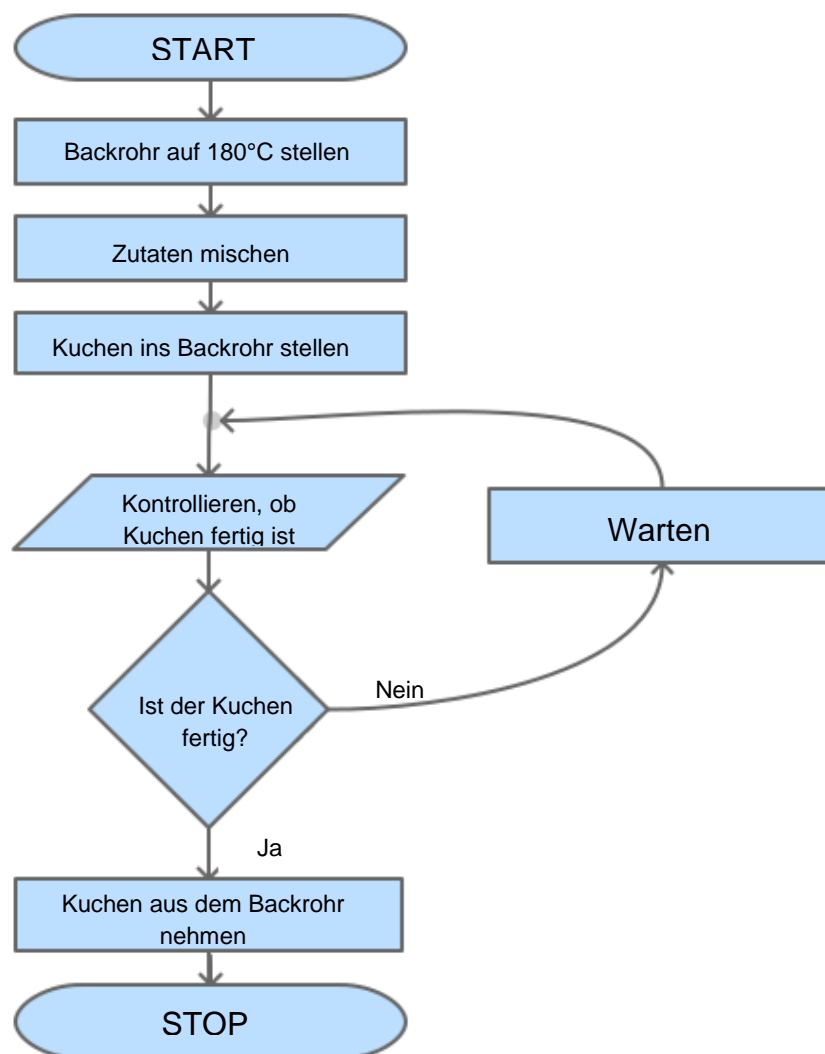 START
Backrohr auf 180°C stellen
Zutaten mischen
Kuchen ins Backrohr stellen
Kontrollieren, ob
Kuchen fertig ist
Warten
Nein
Ist der Kuchen
fertig?
Ja
Kuchen aus dem Backrohr
nehmen
STOP